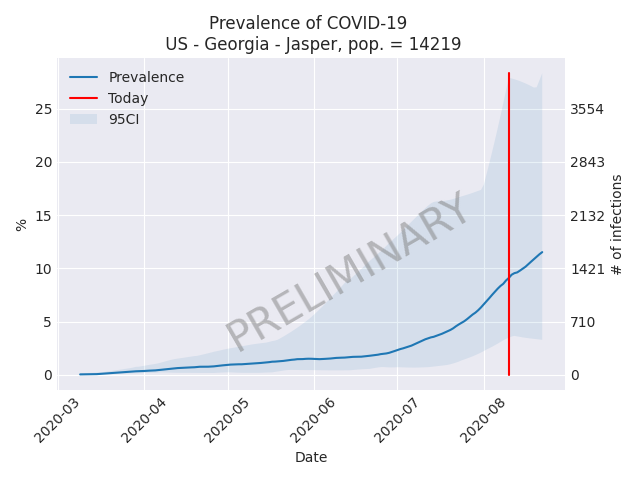 Prevalence of COVID-19
US - Georgia - Jasper, pop. = 14219
Prevalence
Today
95CI
25
20
15
10
5
0
%
3554
2843
2132
1421
710
0
# of infections
PRELIMINARY
2020-03
2020-04
2020-05
2020-06
2020-07
2020-08
Date